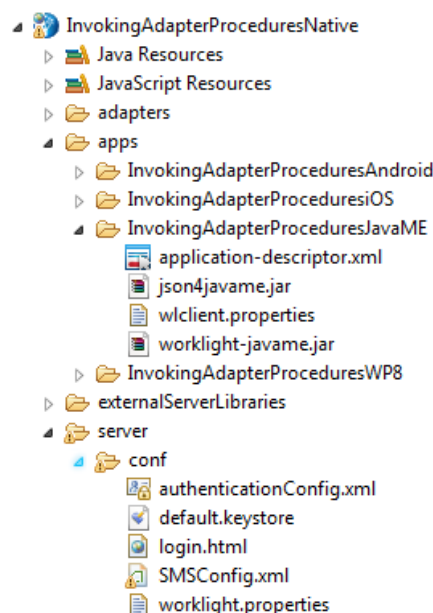 InvokingAdapterProceduresNative
Java Resources
JavaScript Resources
adapters
apps
InvokingAdapterProceduresAndroid
InvokingAdapterProceduresiOS
InvokingAdapterProceduresJavaME
application-descriptor.xml
json4javame.jar
wlclient.properties
worklight-javame.jar
InvokingAdapterProceduresWP8
externalServerLibraries
server
conf
authenticationConfig.xml
default.keystore
login.html
SMSConfig.xml
worklight.properties